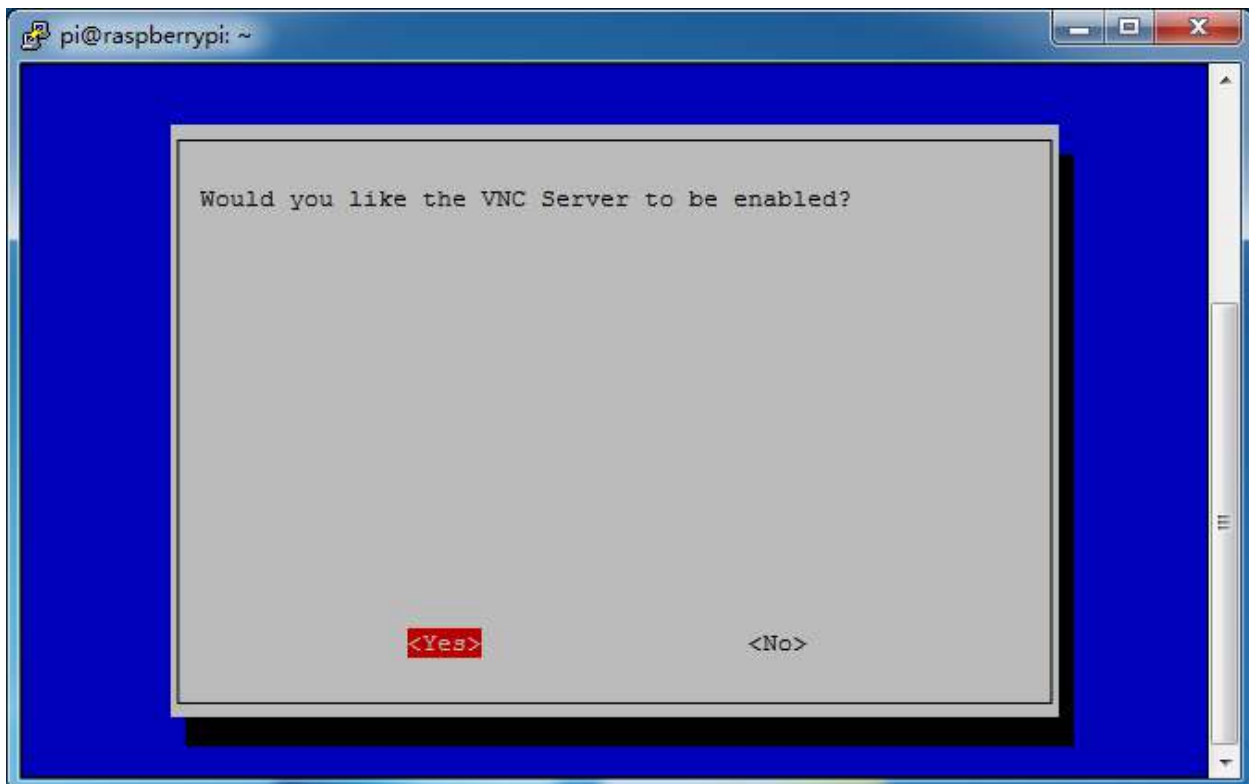 pi@raspberrypi: ~
Would you like the VNC Server to be enabled?
<Yes> <No>